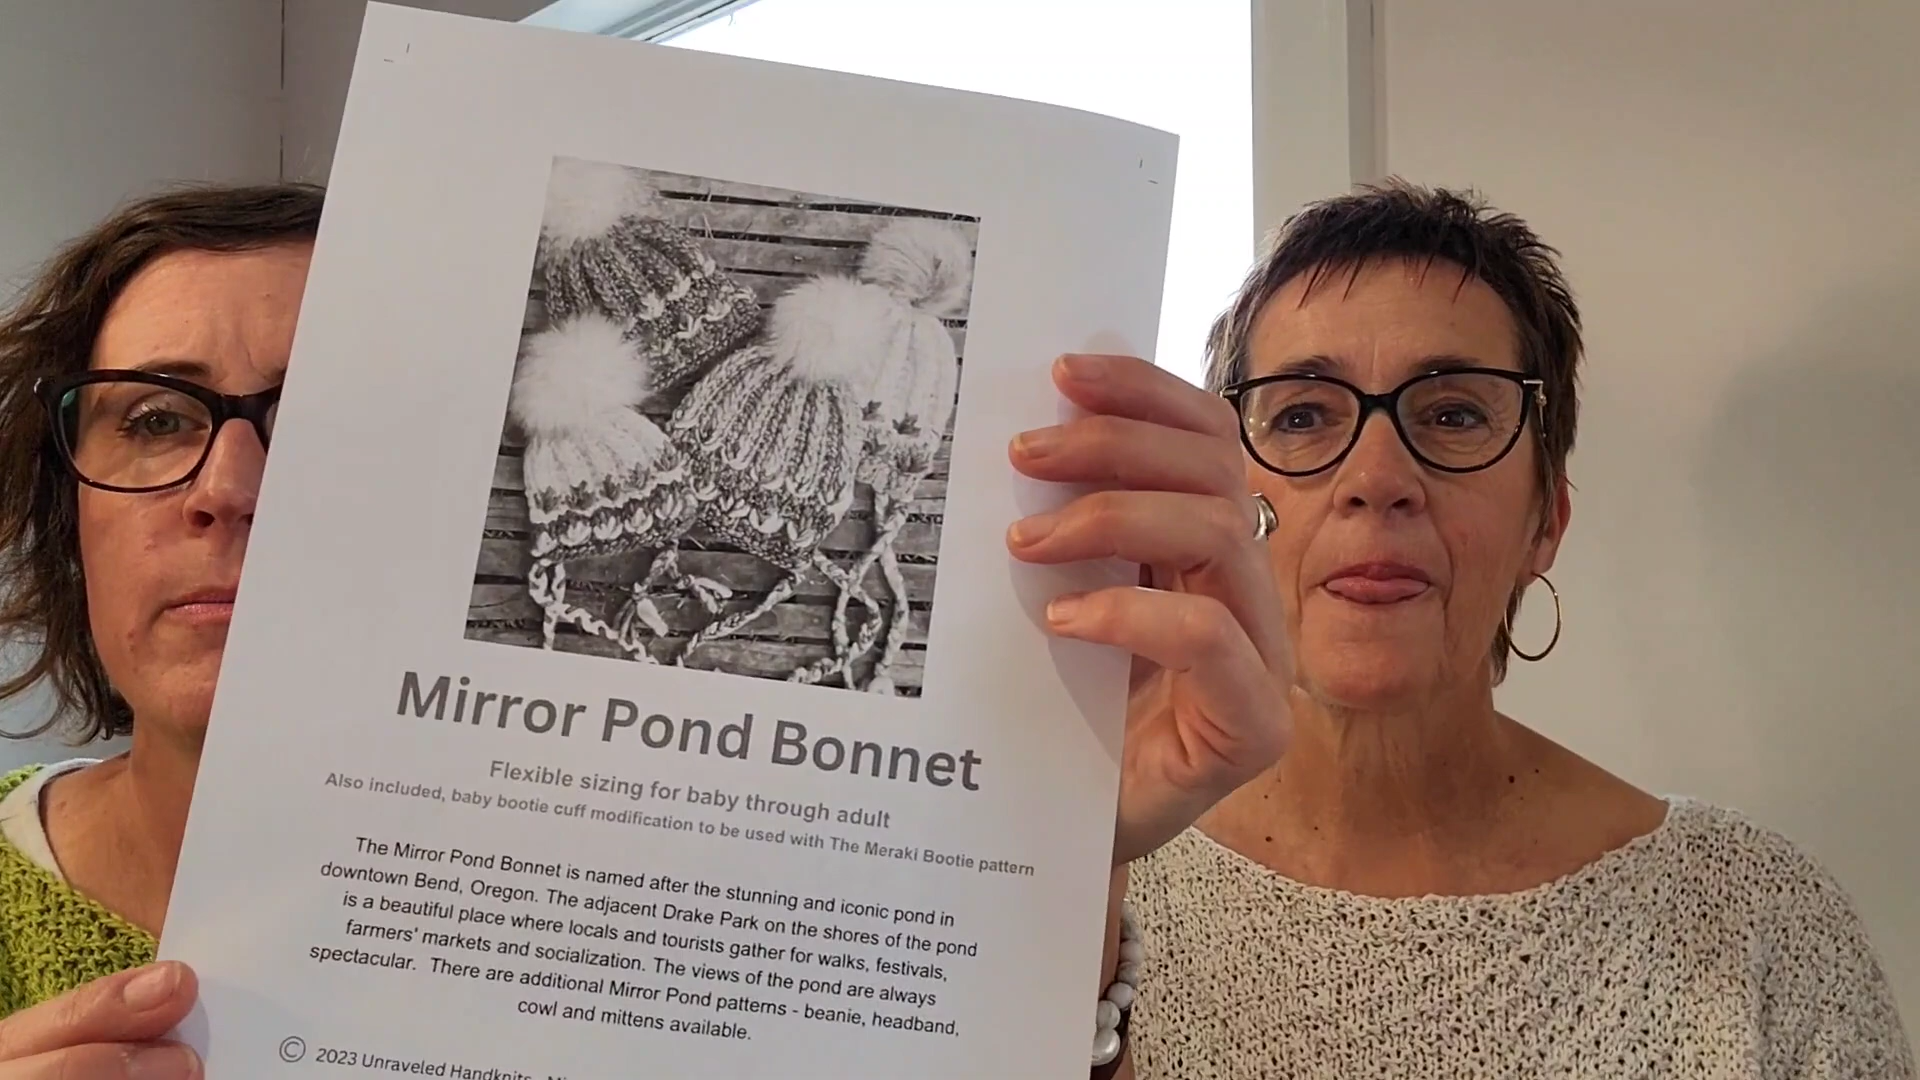 Mirror Pond Bonnet
Flexible sizing for baby through adult
Also included, baby bootie cuff modification to be used with The Meraki Bootie pattern
The Mirror Pond Bonnet is named after the stunning and iconic pond in
downtown Bend, Oregon. The adjacent Drake Park on the shores of the pond
is a beautiful place where locals and tourists gather for walks, festivals,
farmers' markets and socialization. The views of the pond are always
spectacular. There are additional Mirror Pond patterns - beanie, headband,
cowl and mittens available.
© 2023 Unraveled Handknits -